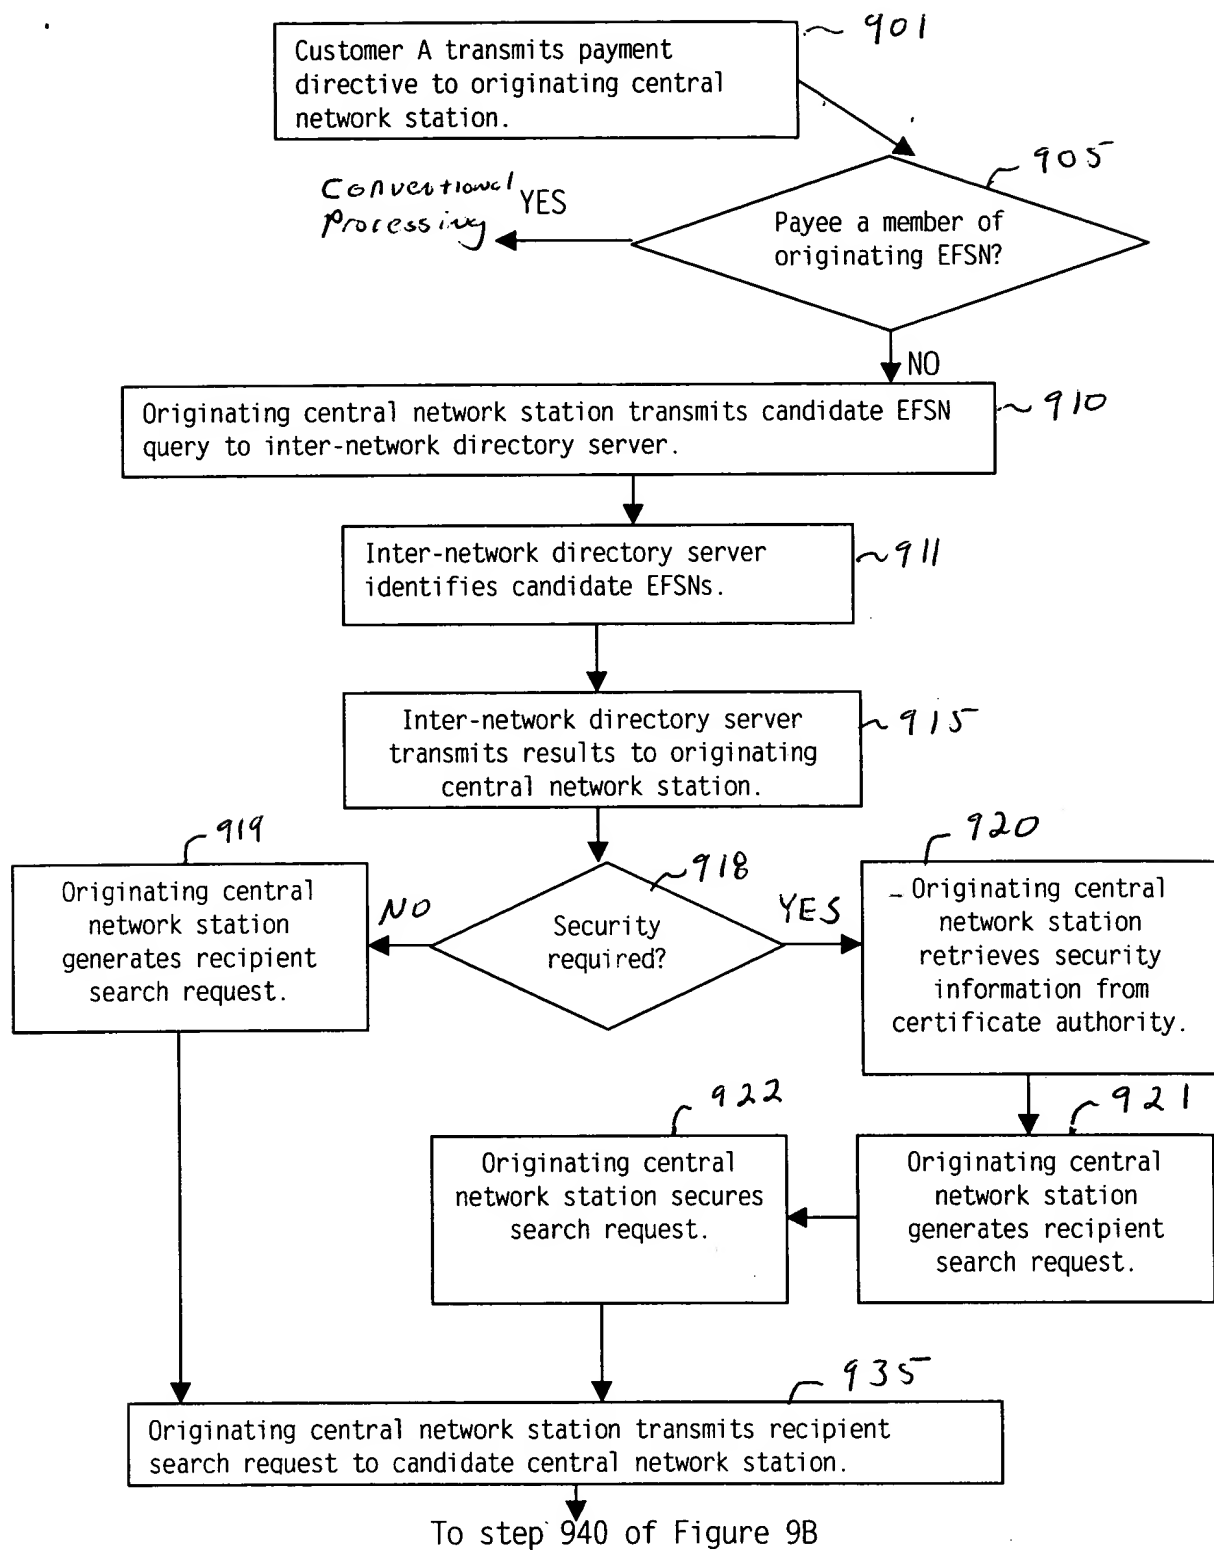 Customer A transmits payment
directive to originating central
network station.
901
905
Conventional
Processing
YES
Payee a member of
originating EFSN?
NO
Originating central network station transmits candidate EFSN
query to inter-network directory server.
910
Inter-network directory server
identifies candidate EFSNs.
911
Inter-network directory server
transmits results to originating
central network station.
915
919
Originating central
network station
generates recipient
search request.
NO
918
Security
required?
YES
920
Originating central
network station
retrieves security
information from
certificate authority.
922
Originating central
network station secures
search request.
921
Originating central
network station
generates recipient
search request.
935
Originating central network station transmits recipient
search request to candidate central network station.
To step 940 of Figure 9B